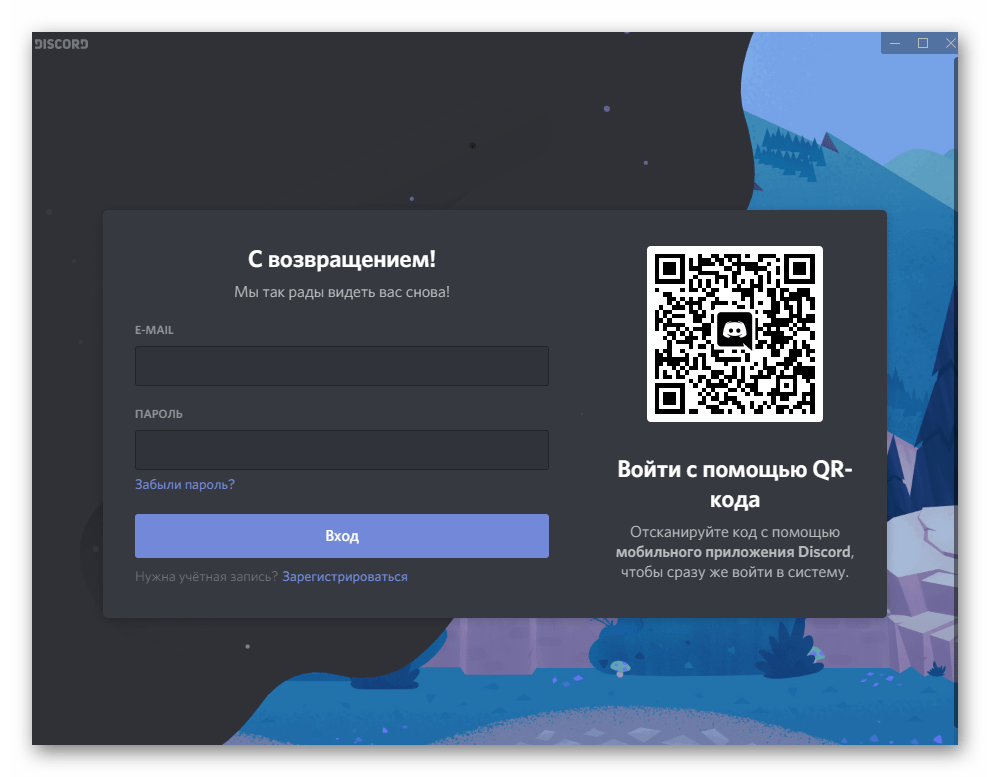 DISCORD
С возвращением!
Мы так рады видеть вас снова!
E-MAIL
ПАРОЛЬ
Забыли пароль?
Вход
Нужна учётная запись? Зарегистрироваться
Войти с помощью QR-
кода
Отсканируйте код с помощью
мобильного приложения Discord,
чтобы сразу же войти в систему.